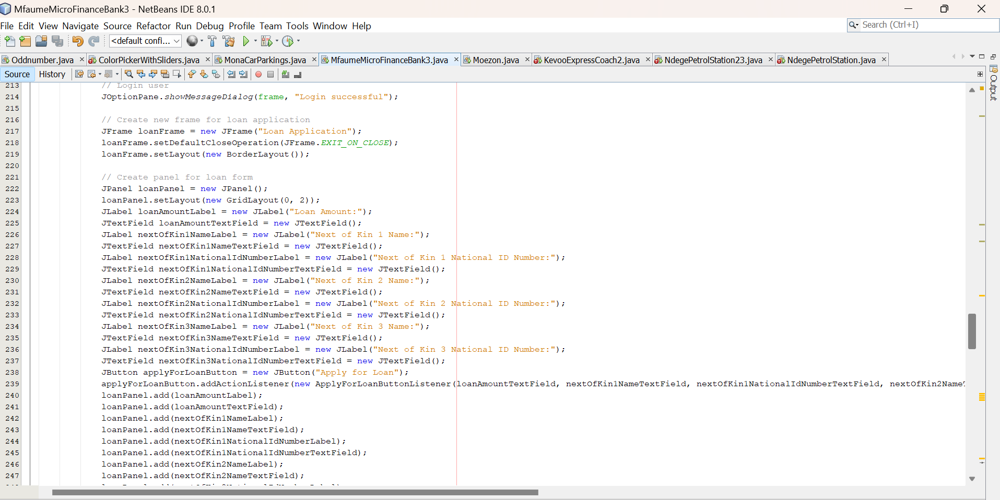 MfaumeMicroFinanceBank3 - NetBeans IDE 8.0.1
File Edit View Navigate Source Refactor Run Debug Profile Team Tools Window Help
Search (Ctrl+I)
<default confi...
Oddnumber.java ColorPickerWithSliders.java MonaCarParkings.java MfaumeMicroFinanceBank3.java Moezon.java KevooExpressCoach2.java NdegePetrolStation23.java NdegePetrolStation.java
Source History
Output
213 // Login user
214 JOptionPane.showMessageDialog(frame, "Login successful");
215
216 // Create new frame for loan application
217 JFrame loanFrame = new JFrame("Loan Application");
218 loanFrame.setDefaultCloseOperation(JFrame.EXIT_ON_CLOSE);
219 loanFrame.setLayout(new BorderLayout());
220
221 // Create panel for loan form
222 JPanel loanPanel = new JPanel();
223 loanPanel.setLayout(new GridLayout(0, 2));
224 JLabel loanAmountLabel = new JLabel("Loan Amount:");
225 JTextField loanAmountTextField = new JTextField();
226 JLabel nextOfKin1NameLabel = new JLabel("Next of Kin 1 Name:");
227 JTextField nextOfKin1NameTextField = new JTextField();
228 JLabel nextOfKin1NationalIdNumberLabel = new JLabel("Next of Kin 1 National ID Number:");
229 JTextField nextOfKin1NationalIdNumberTextField = new JTextField();
230 JLabel nextOfKin2NameLabel = new JLabel("Next of Kin 2 Name:");
231 JTextField nextOfKin2NameTextField = new JTextField();
232 JLabel nextOfKin2NationalIdNumberLabel = new JLabel("Next of Kin 2 National ID Number:");
233 JTextField nextOfKin2NationalIdNumberTextField = new JTextField();
234 JLabel nextOfKin3NameLabel = new JLabel("Next of Kin 3 Name:");
235 JTextField nextOfKin3NameTextField = new JTextField();
236 JLabel nextOfKin3NationalIdNumberLabel = new JLabel("Next of Kin 3 National ID Number:");
237 JTextField nextOfKin3NationalIdNumberTextField = new JTextField();
238 JButton applyForLoanButton = new JButton("Apply for Loan");
239 applyForLoanButton.addActionListener(new ApplyForLoanButtonListener(loanAmountTextField, nextOfKin1NameTextField, nextOfKin1NationalIdNumberTextField, nextOfKin2Name
240 loanPanel.add(loanAmountLabel);
241 loanPanel.add(loanAmountTextField);
242 loanPanel.add(nextOfKin1NameLabel);
243 loanPanel.add(nextOfKin1NameTextField);
244 loanPanel.add(nextOfKin1NationalIdNumberLabel);
245 loanPanel.add(nextOfKin1NationalIdNumberTextField);
246 loanPanel.add(nextOfKin2NameLabel);
247 loanPanel.add(nextOfKin2NameTextField);